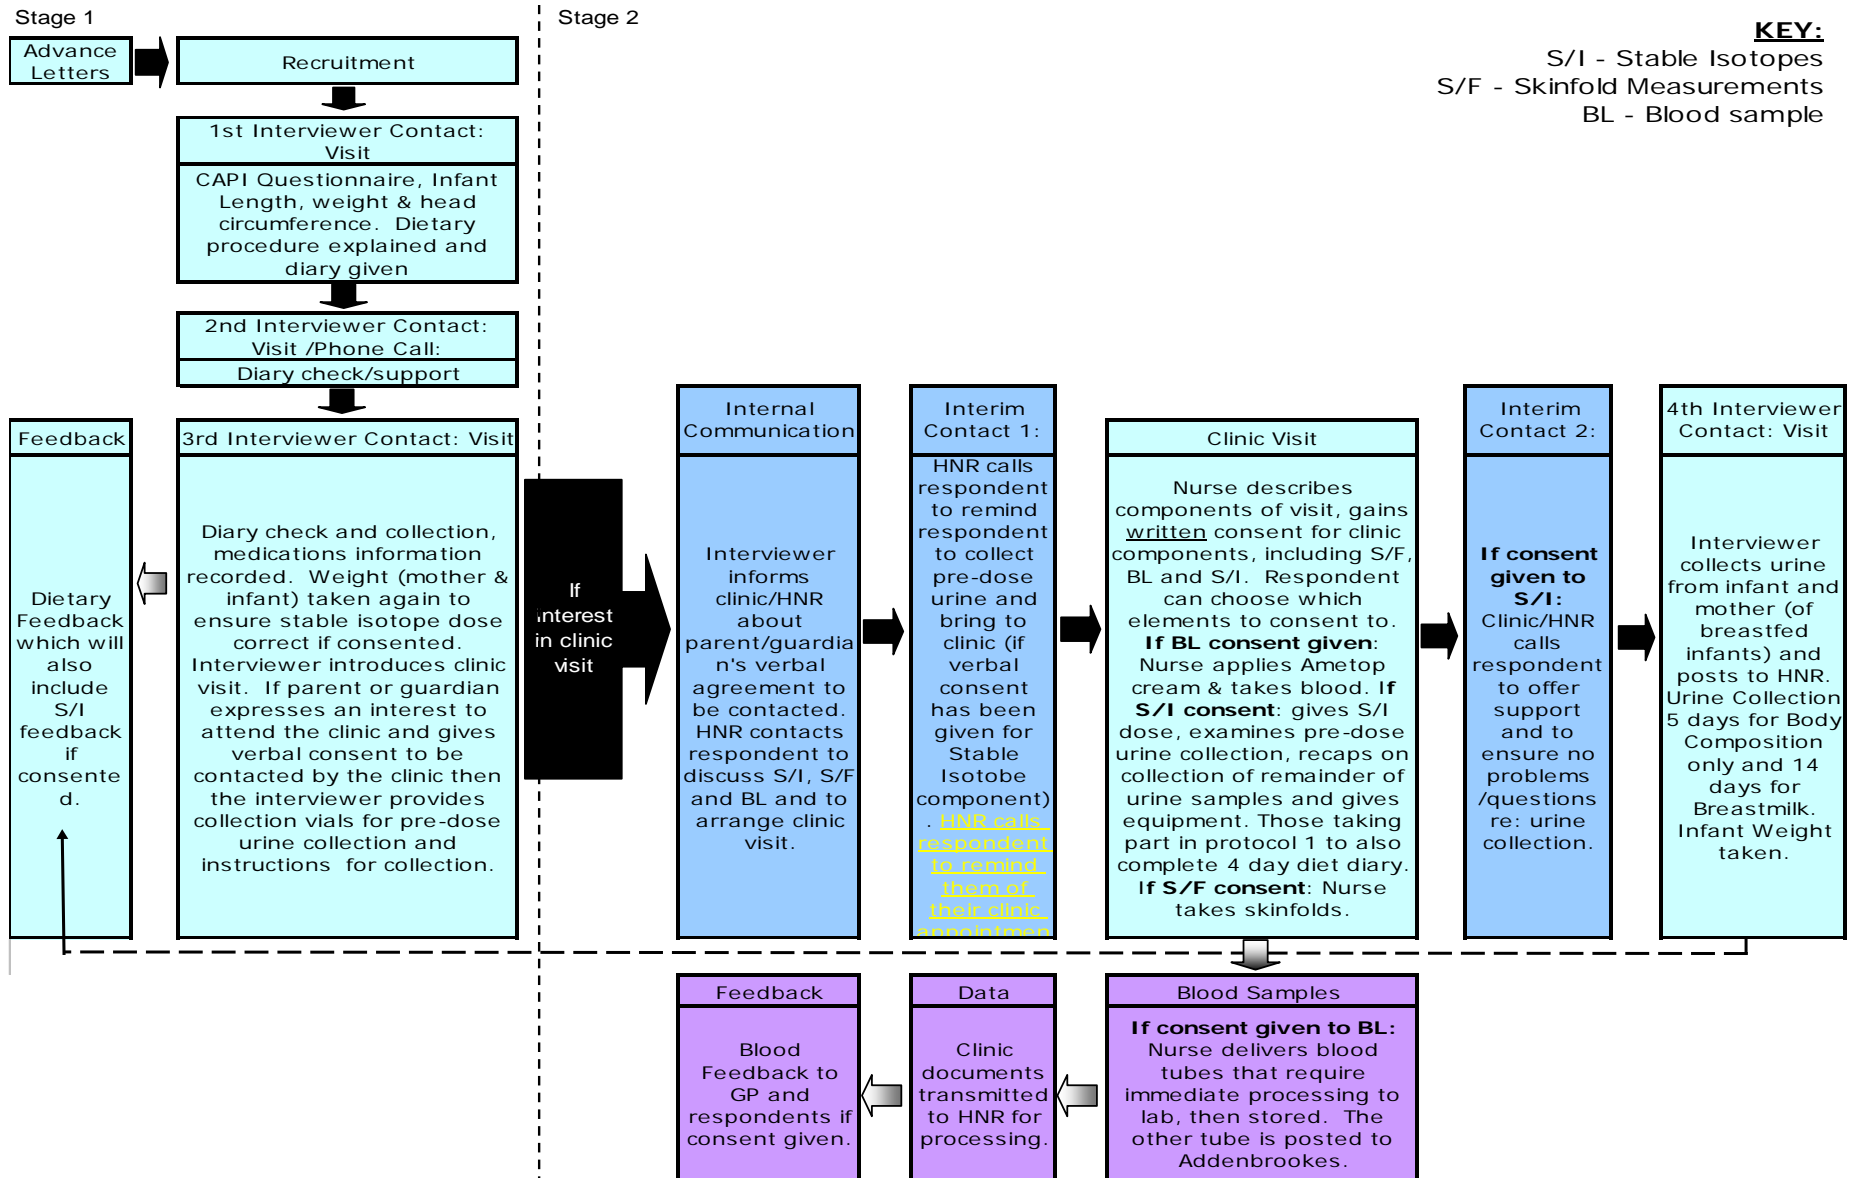 Stage 1
Stage 2
KEY:
S/I - Stable Isotopes
S/F - Skinfold Measurements
BL - Blood sample
Advance
Letters
Recruitment
1st Interviewer Contact:
Visit
CAPI Questionnaire, Infant
Length, weight & head
circumference. Dietary
procedure explained and
diary given
2nd Interviewer Contact:
Visit /Phone Call:
Diary check/support
Feedback
Dietary
Feedback
which will
also
include
S/I
feedback
if
consente
d.
3rd Interviewer Contact: Visit
Diary check and collection,
medications information
recorded. Weight (mother &
infant) taken again to
ensure stable isotope dose
correct if consented.
Interviewer introduces clinic
visit. If parent or guardian
expresses an interest to
attend the clinic and gives
verbal consent to be
contacted by the clinic then
the interviewer provides
collection vials for pre-dose
urine collection and
instructions for collection.
If
interest
in clinic
visit
Internal
Communication
Interviewer
informs
clinic/HNR
about
parent/guardia
n's verbal
agreement to
be contacted.
HNR contacts
respondent to
discuss S/I, S/F
and BL and to
arrange clinic
visit.
Interim
Contact 1:
HNR calls
respondent
to remind
respondent
to collect
pre-dose
urine and
bring to
clinic (if
verbal
consent
has been
given for
Stable
Isotobe
component)
. HNR calls
respondent
to remind
them of
their clinic
appointmen
Clinic Visit
Nurse describes
components of visit, gains
written consent for clinic
components, including S/F,
BL and S/I. Respondent
can choose which
elements to consent to.
If BL consent given:
Nurse applies Ametop
cream & takes blood. If
S/I consent: gives S/I
dose, examines pre-dose
urine collection, recaps on
collection of remainder of
urine samples and gives
equipment. Those taking
part in protocol 1 to also
complete 4 day diet diary.
If S/F consent: Nurse
takes skinfolds.
Interim
Contact 2:
If consent
given to
S/I:
Clinic/HNR
calls
respondent
to offer
support
and to
ensure no
problems
/questions
re: urine
collection.
4th Interviewer
Contact: Visit
Interviewer
collects urine
from infant and
mother (of
breastfed
infants) and
posts to HNR.
Urine Collection
5 days for Body
Composition
only and 14
days for
Breastmilk.
Infant Weight
taken.
Feedback
Blood
Feedback to
GP and
respondents if
consent given.
Data
Clinic
documents
transmitted
to HNR for
processing.
Blood Samples
If consent given to BL:
Nurse delivers blood
tubes that require
immediate processing to
lab, then stored. The
other tube is posted to
Addenbrookes.